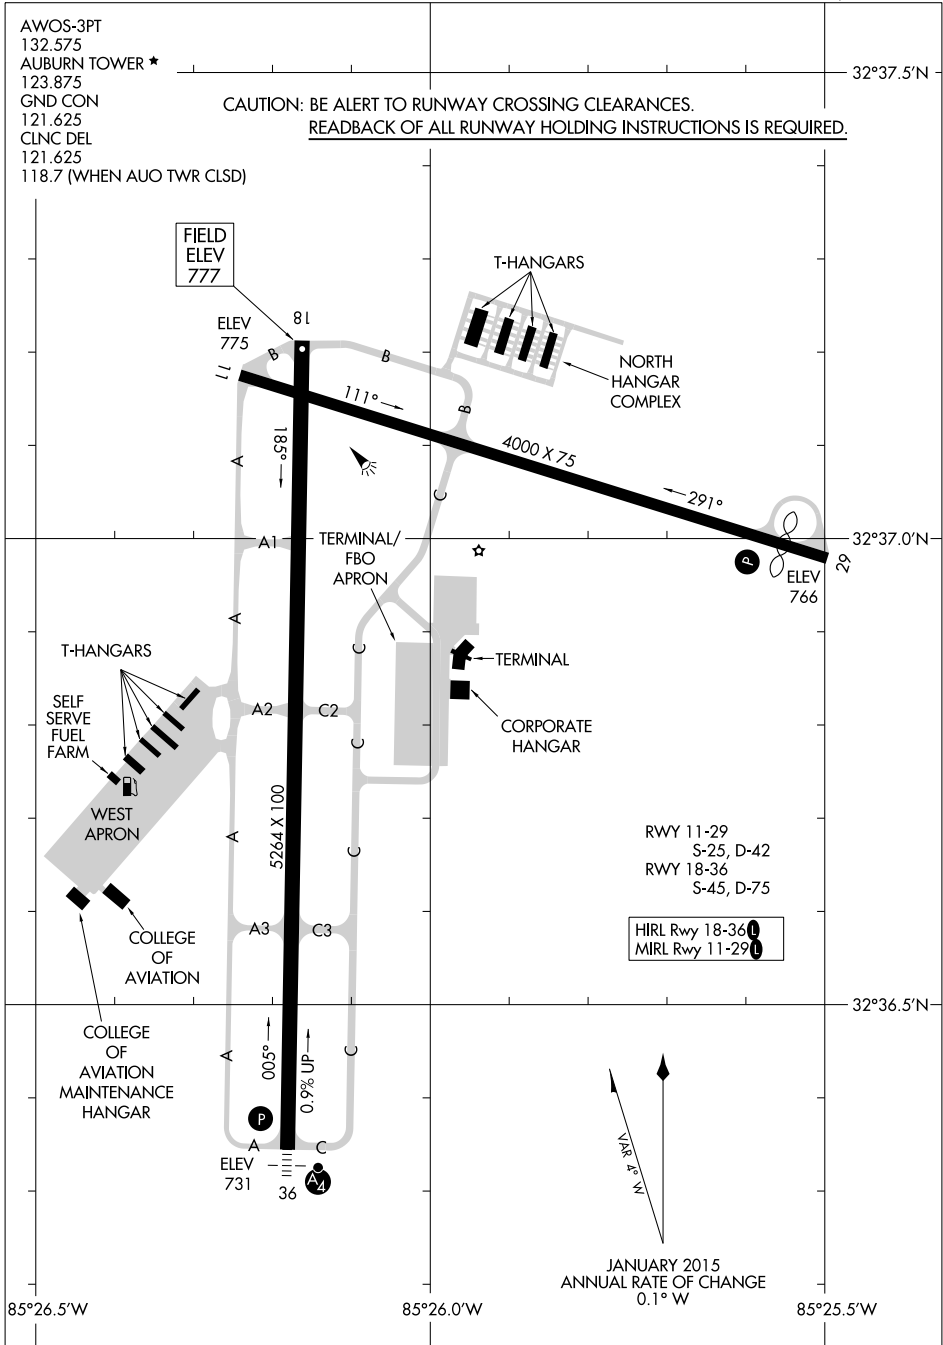 AWOS-3PT
132.575
AUBURN TOWER ★
123.875
GND CON
121.625
CLNC DEL
121.625
118.7 (WHEN AUO TWR CLSD)
32°37.5'N
CAUTION: BE ALERT TO RUNWAY CROSSING CLEARANCES.
READBACK OF ALL RUNWAY HOLDING INSTRUCTIONS IS REQUIRED.
FIELD
ELEV
777
T-HANGARS
18
ELEV
775
B
B
11
NORTH
HANGAR
COMPLEX
111°
B
185°
4000 X 75
A
C
291°
A1
TERMINAL/
FBO
APRON
32°37.0'N
P
29
ELEV
766
A
C
T-HANGARS
TERMINAL
SELF
SERVE
FUEL
FARM
A2
C2
CORPORATE
HANGAR
C
WEST
APRON
A
5264 X 100
C
RWY 11-29
S-25, D-42
RWY 18-36
S-45, D-75
HIRL Rwy 18-36 L
MIRL Rwy 11-29 L
A3
C3
COLLEGE
OF
AVIATION
32°36.5'N
COLLEGE
OF
AVIATION
MAINTENANCE
HANGAR
A
005°
0.9% UP
C
P
A
C
ELEV
731
36
A4
VAR 4° W
JANUARY 2015
ANNUAL RATE OF CHANGE
0.1° W
85°26.5'W
85°26.0'W
85°25.5'W